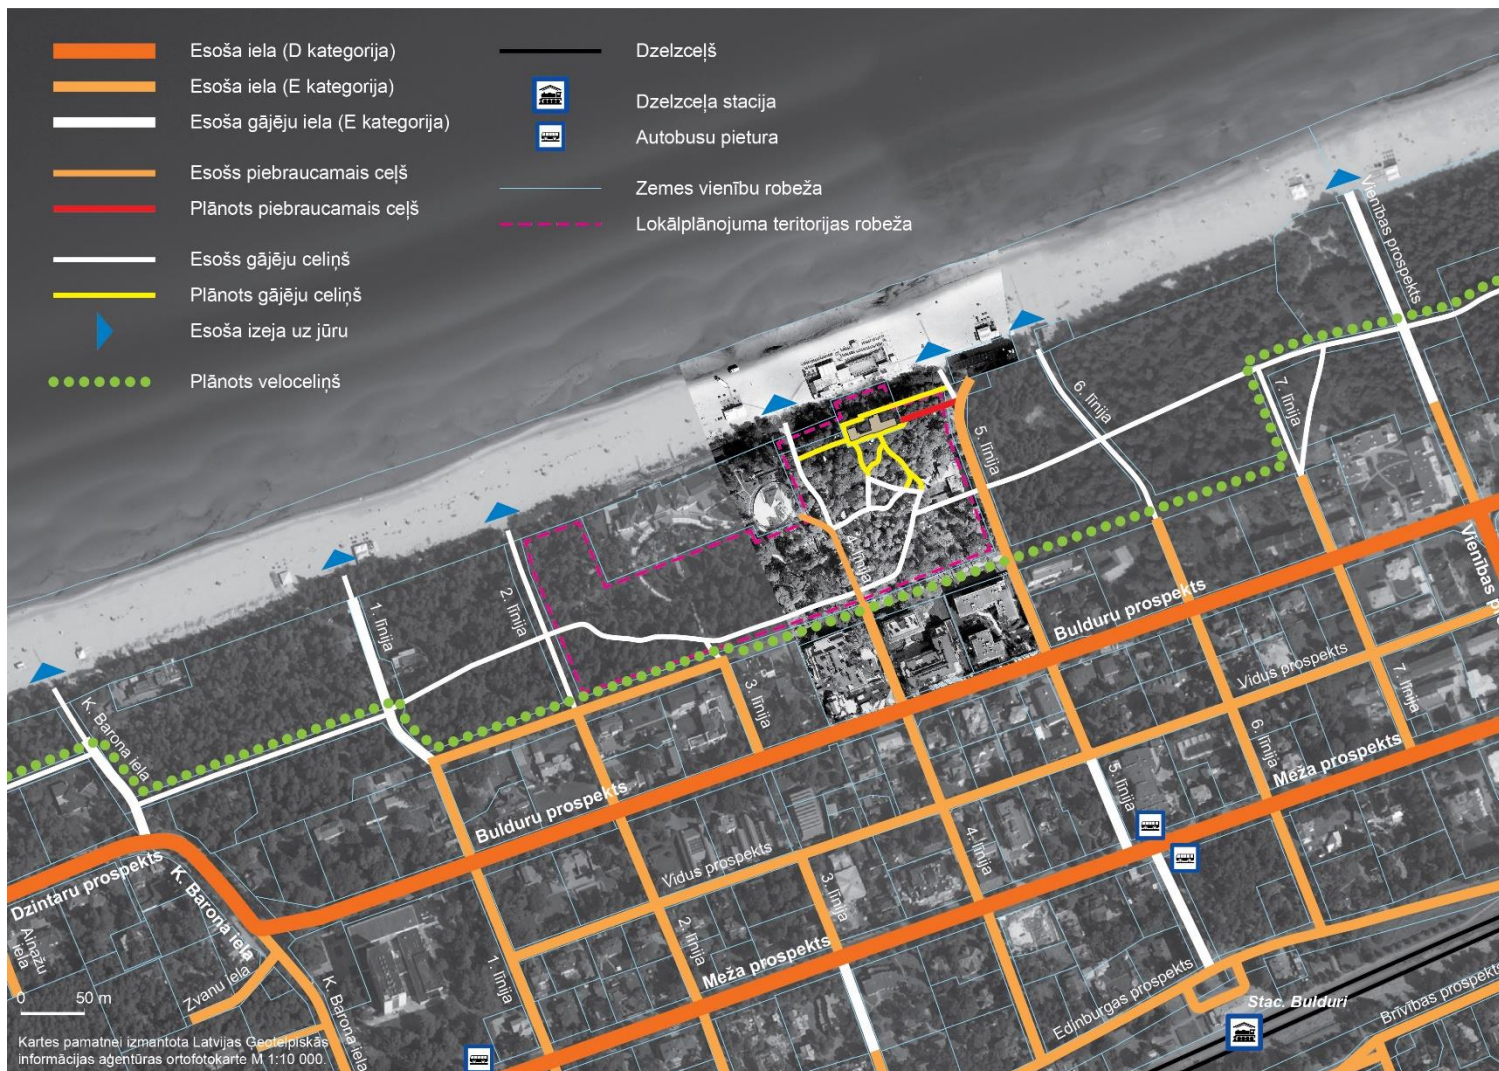 Esoša iela (D kategorija)
Esoša iela (E kategorija)
Esoša gājēju iela (E kategorija)
Esošs piebraucamais ceļš
Plānots piebraucamais ceļš
Esošs gājēju celiņš
Plānots gājēju celiņš
Esoša izeja uz jūru
Plānots veloceliņš
Dzelzceļš
Dzelzceļa stacija
Autobusu pietura
Zemes vienību robeža
Lokālplānojuma teritorijas robeža
Vienības prospekts
6. līnija
7. līnija
5. līnija
4. līnija
2. līnija
1. līnija
3. līnija
K. Barona iela
Bulduru prospekts
Vienības
Vidus prospekts
7. līnija
6. līnija
Meža prospekts
5. līnija
Bulduru prospekts
4. līnija
Vidus prospekts
3. līnija
2. līnija
Meža prospekts
1. līnija
Dzintaru prospekts
K. Barona iela
Ainažu
iela
Zvanu iela
K. Barona iela
Edinburgas prospekts
Stac. Bulduri
Brīvības prospekts
0 50 m
Kartes pamatnei izmantota Latvijas Ģeotelpiskās
informācijas aģentūras ortofotokarte M 1:10 000.